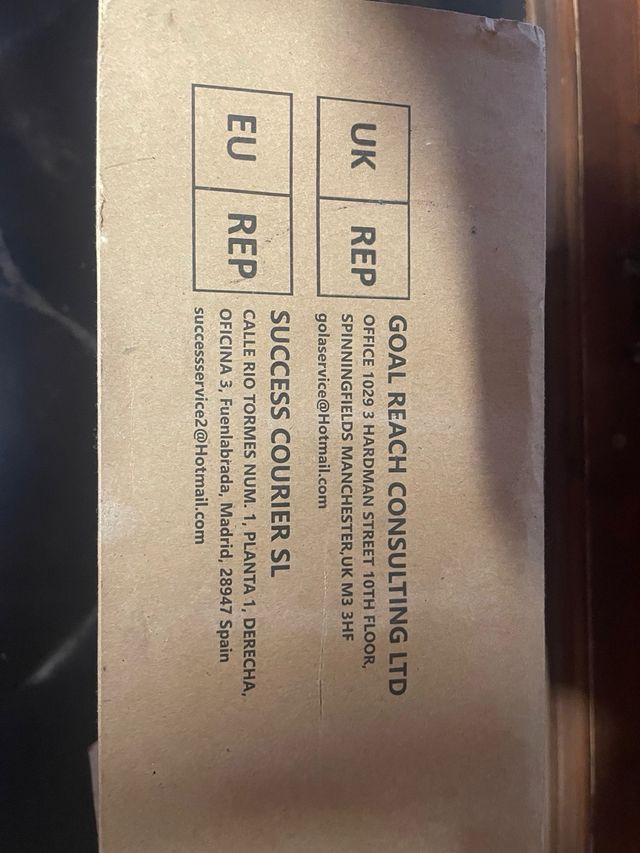 UK REP
GOAL REACH CONSULTING LTD
OFFICE 1029 3 HARDMAN STREET 10TH FLOOR,
SPINNINGFIELDS MANCHESTER,UK M3 3HF
golaservice@Hotmail.com
EU REP
SUCCESS COURIER SL
CALLE RIO TORMES NUM. 1, PLANTA 1, DERECHA,
OFICINA 3, Fuenlabrada, Madrid, 28947 Spain
successservice2@Hotmail.com